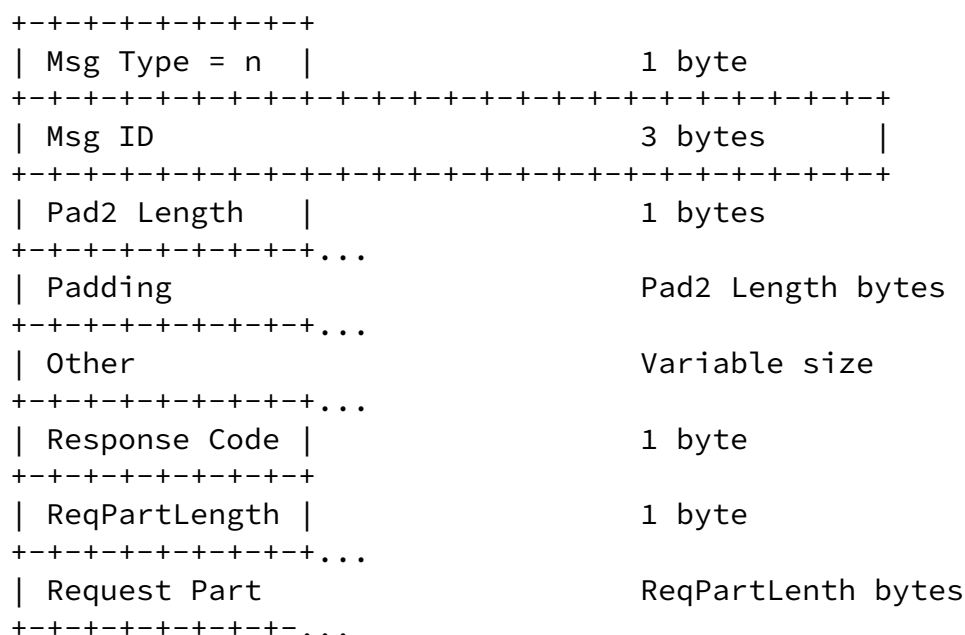 +-+-+-+-+-+-+-+-+
| Msg Type = n  |                  1 byte
+-+-+-+-+-+-+-+-+-+-+-+-+-+-+-+-+-+-+-+-+-+-+-+-+
| Msg ID                           3 bytes      |
+-+-+-+-+-+-+-+-+-+-+-+-+-+-+-+-+-+-+-+-+-+-+-+-+
| Pad2 Length   |                  1 bytes
+-+-+-+-+-+-+-+-+...
| Padding                          Pad2 Length bytes
+-+-+-+-+-+-+-+-+...
| Other                            Variable size
+-+-+-+-+-+-+-+-+...
| Response Code |                  1 byte
+-+-+-+-+-+-+-+-+
| ReqPartLength |                  1 byte
+-+-+-+-+-+-+-+-+...
| Request Part                     ReqPartLenth bytes
+-+-+-+-+-+-+-+-...